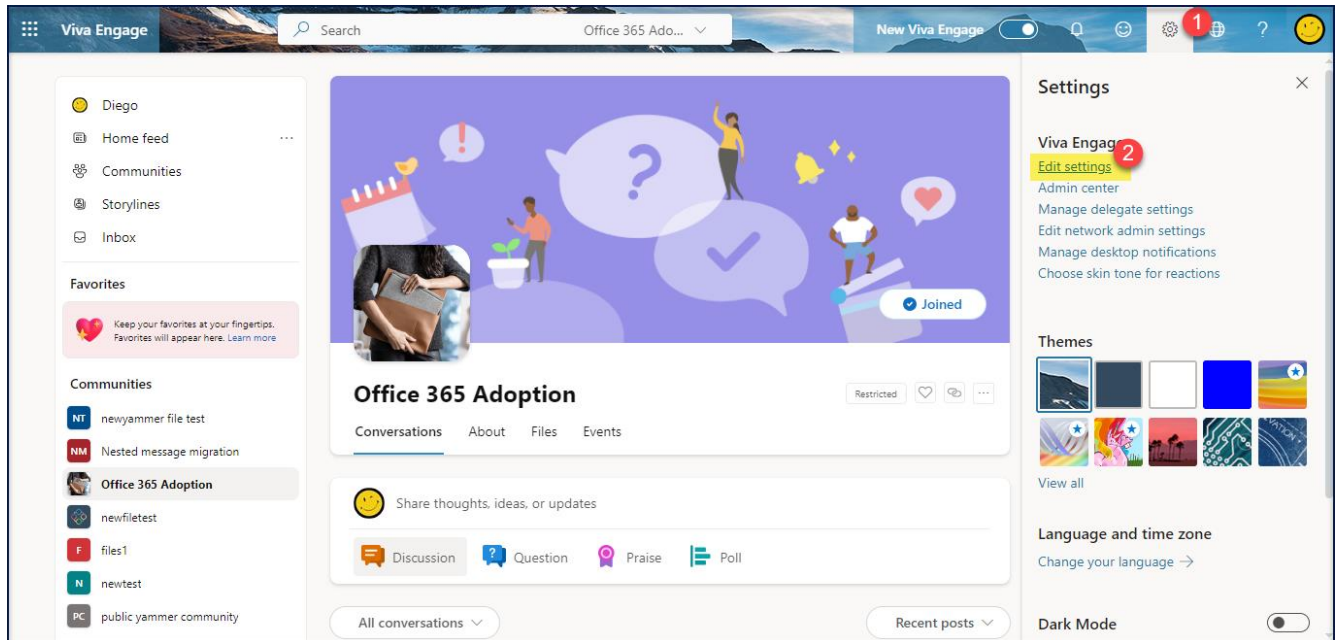 Viva Engage
Search
Office 365 Ado...
New Viva Engage
1
?
Diego
Home feed
...
Communities
Storylines
Inbox
Favorites
Keep your favorites at your fingertips.
Favorites will appear here. Learn more
Communities
NT newyammer file test
NM Nested message migration
Office 365 Adoption
newfiletest
F files1
N newtest
PC public yammer community
Joined
Office 365 Adoption
Restricted
...
Conversations About Files Events
Share thoughts, ideas, or updates
Discussion Question Praise Poll
All conversations
Recent posts
Settings
Viva Engage
2
Edit settings
Admin center
Manage delegate settings
Edit network admin settings
Manage desktop notifications
Choose skin tone for reactions
Themes
View all
Language and time zone
Change your language →
Dark Mode